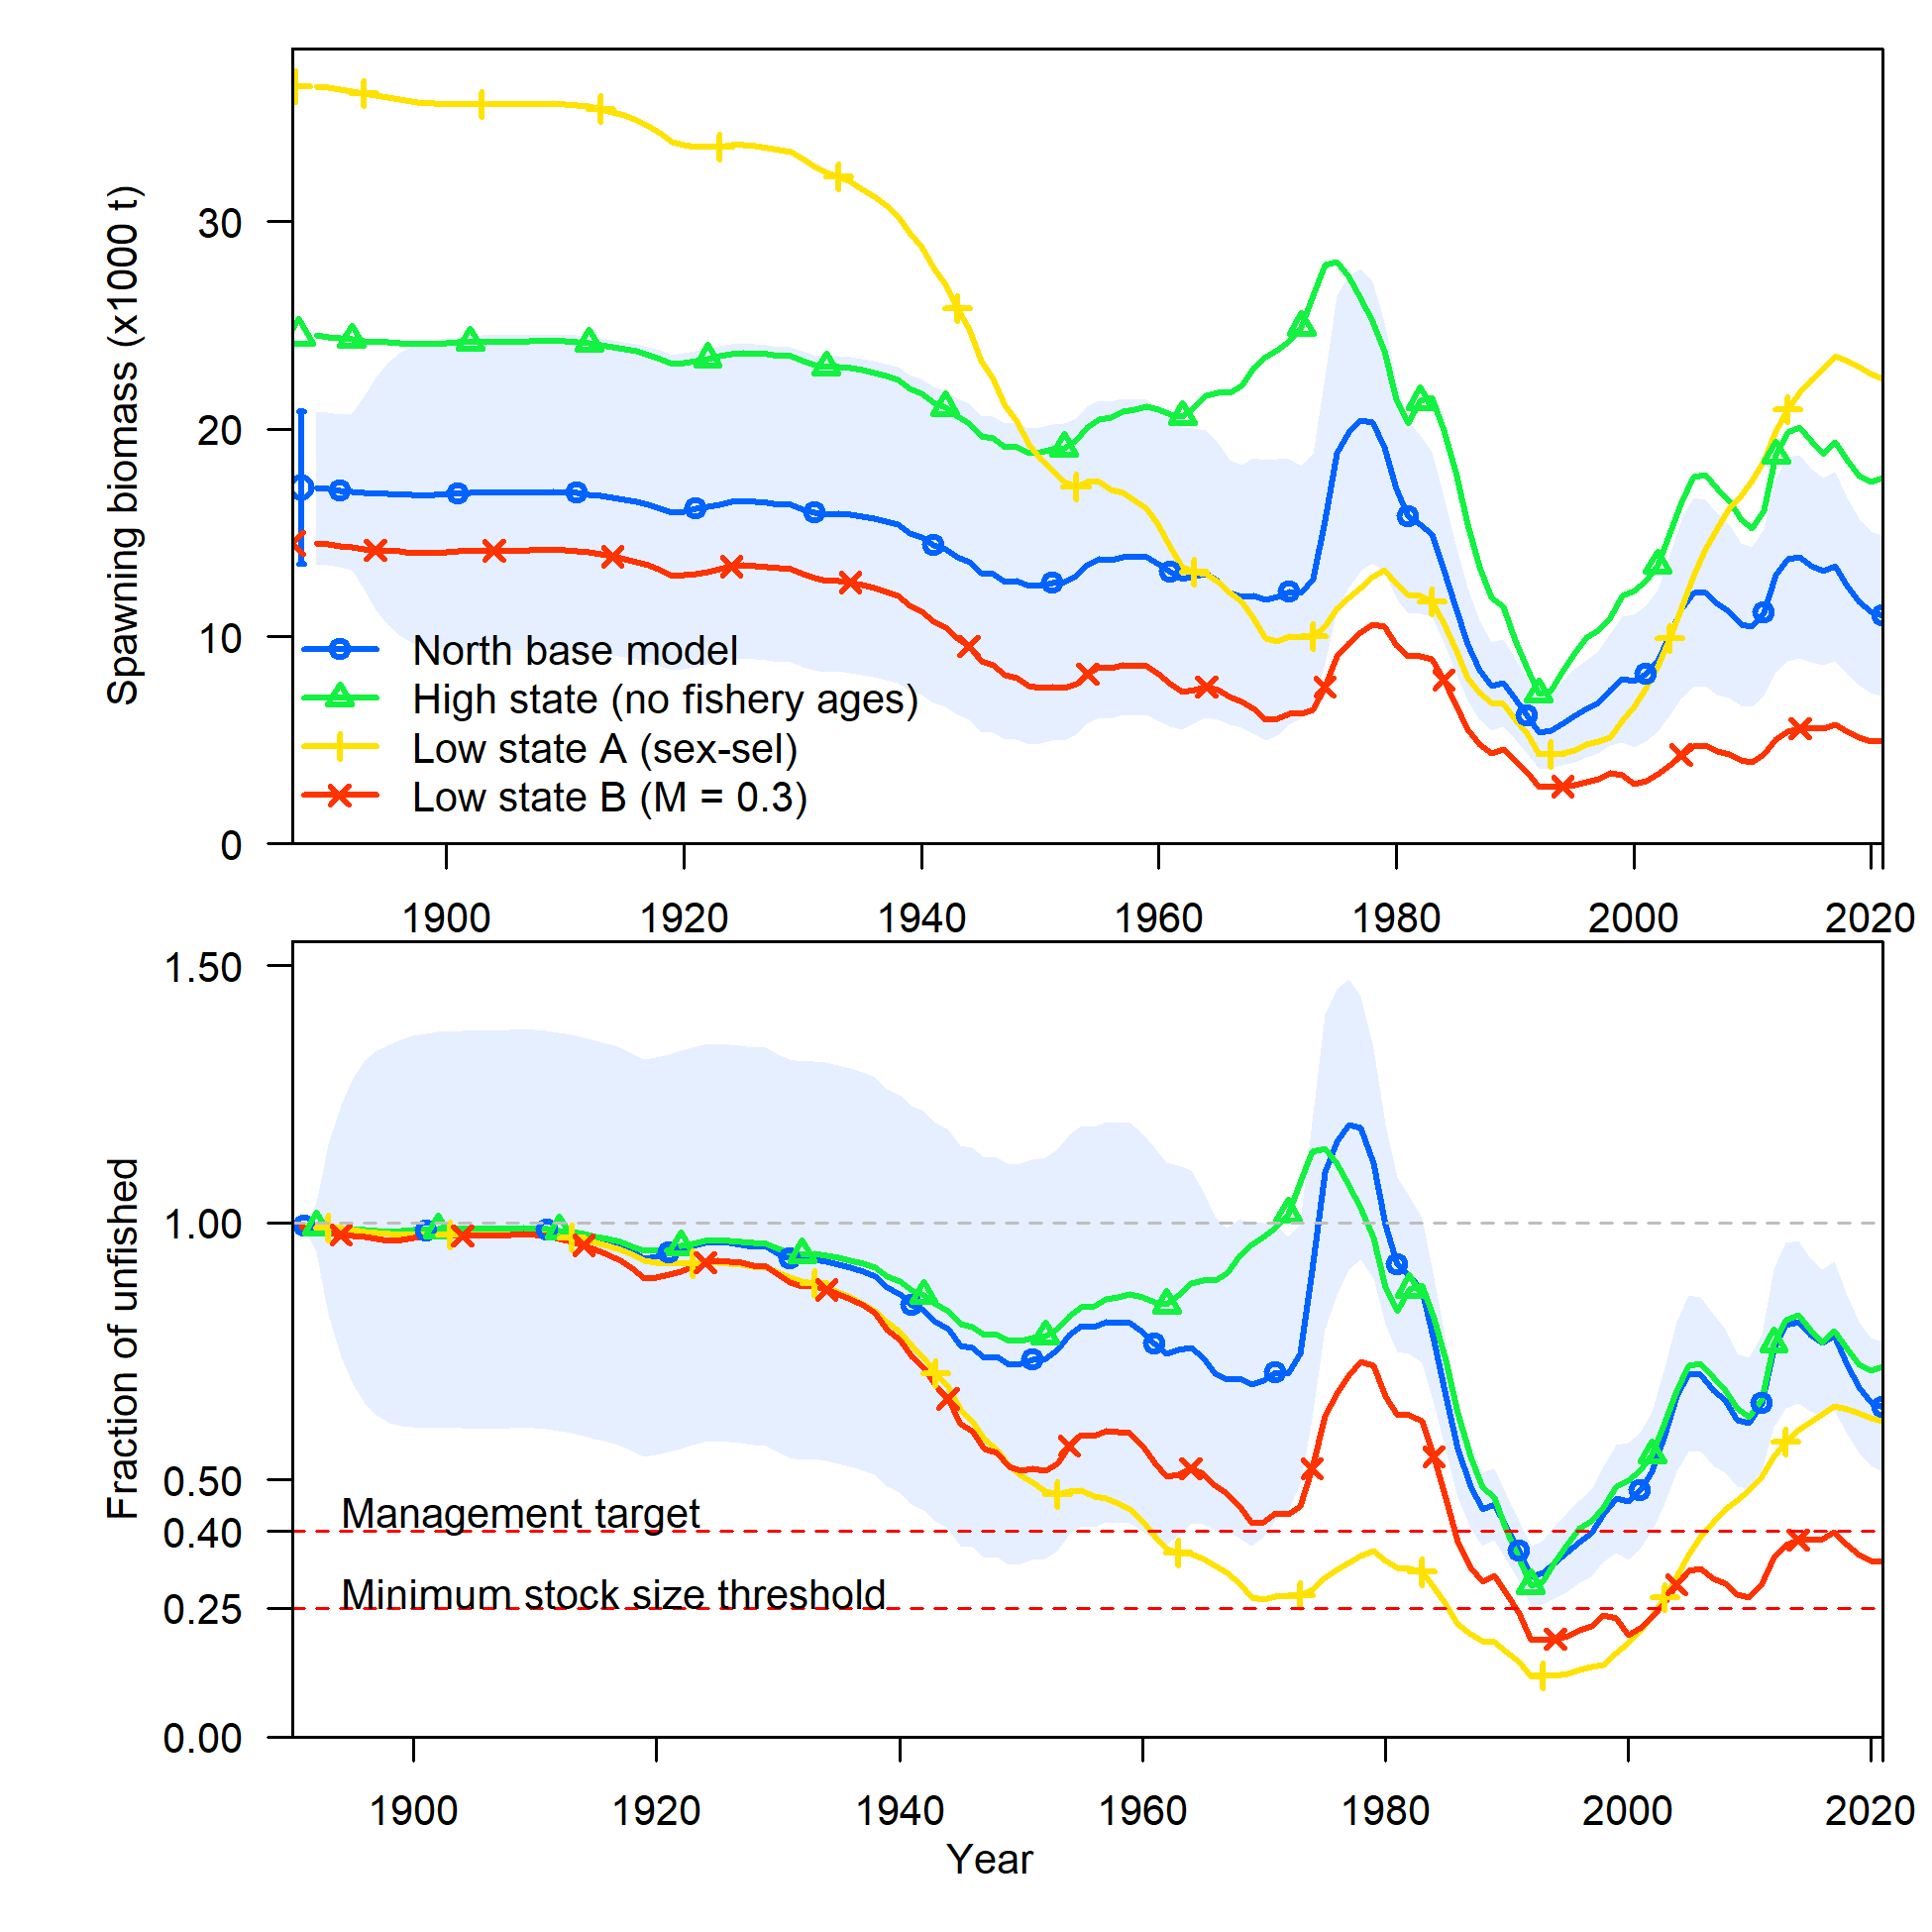 Spawning biomass (x1000 t)
30
20
10
0
North base model
High state (no fishery ages)
Low state A (sex-sel)
Low state B (M = 0.3)
1900 1920 1940 1960 1980 2000 2020
Fraction of unfished
1.50
1.00
0.50
0.40
0.25
0.00
Management target
Minimum stock size threshold
1900 1920 1940 1960 1980 2000 2020
Year